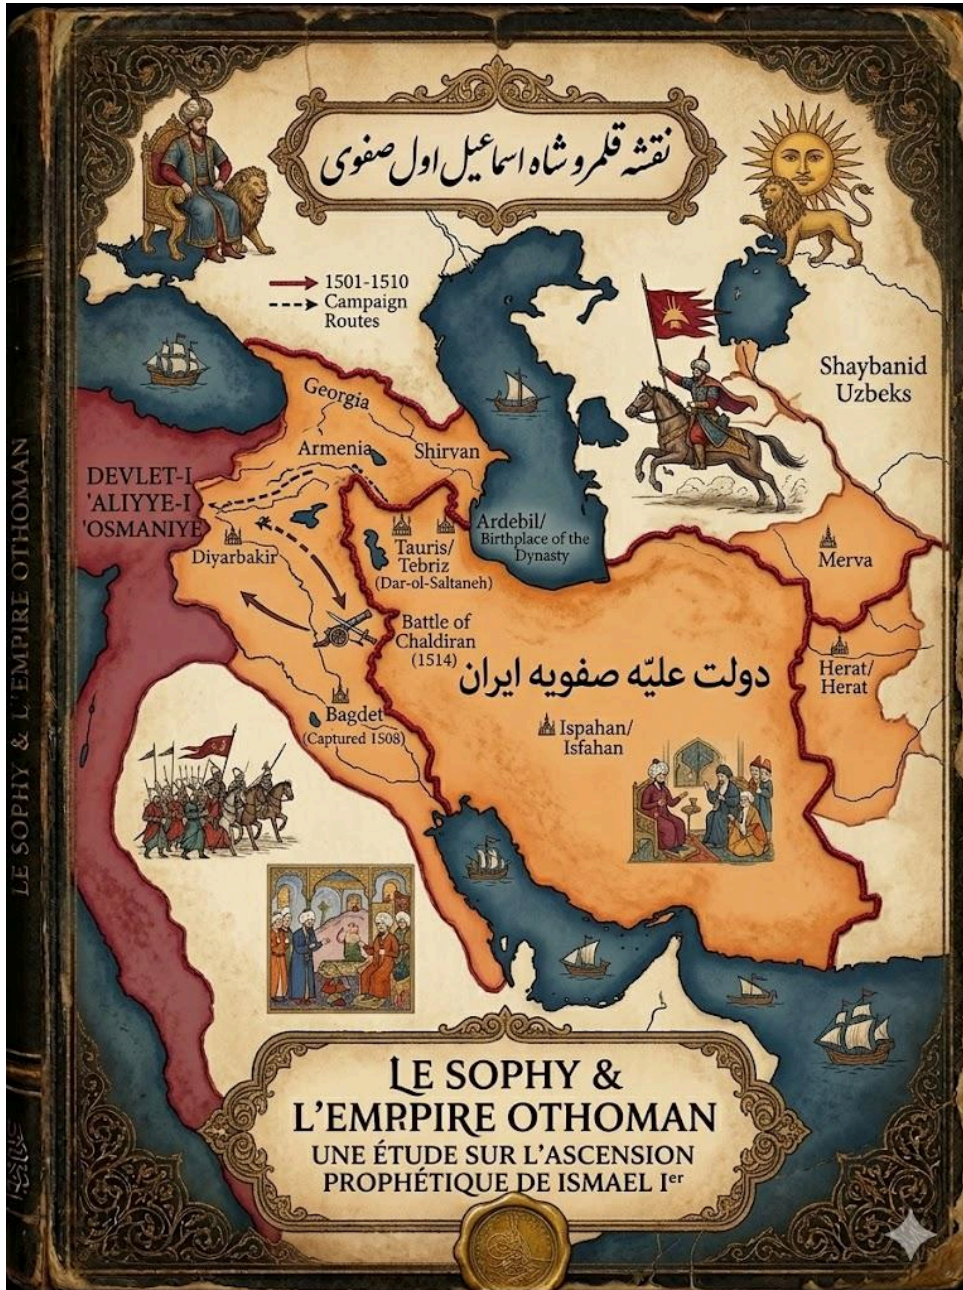 نقشه قلمرو شاه اسماعیل اول صفوی
1501-1510
Campaign
Routes
Shaybanid
Uzbeks
Georgia
Armenia
Shirvan
DEVLET-I
'ALIYYE-I
'OSMANIYE
Diyarbakir
Tauris/
Tebriz
(Dar-ol-Saltaneh)
Ardebil/
Birthplace of the
Dynasty
Merva
Battle of
Chaldiran
(1514)
دولت علیّه صفویه ایران
Herat/
Herat
Bagdet
(Captured 1508)
Ispahan/
Isfahan
LE SOPHY & L'EMPIRE OTHOMAN
LE SOPHY &
L'EMPRPIRE OTHOMAN
UNE ÉTUDE SUR L'ASCENSION
PROPHÉTIQUE DE ISMAEL Iᵉʳ